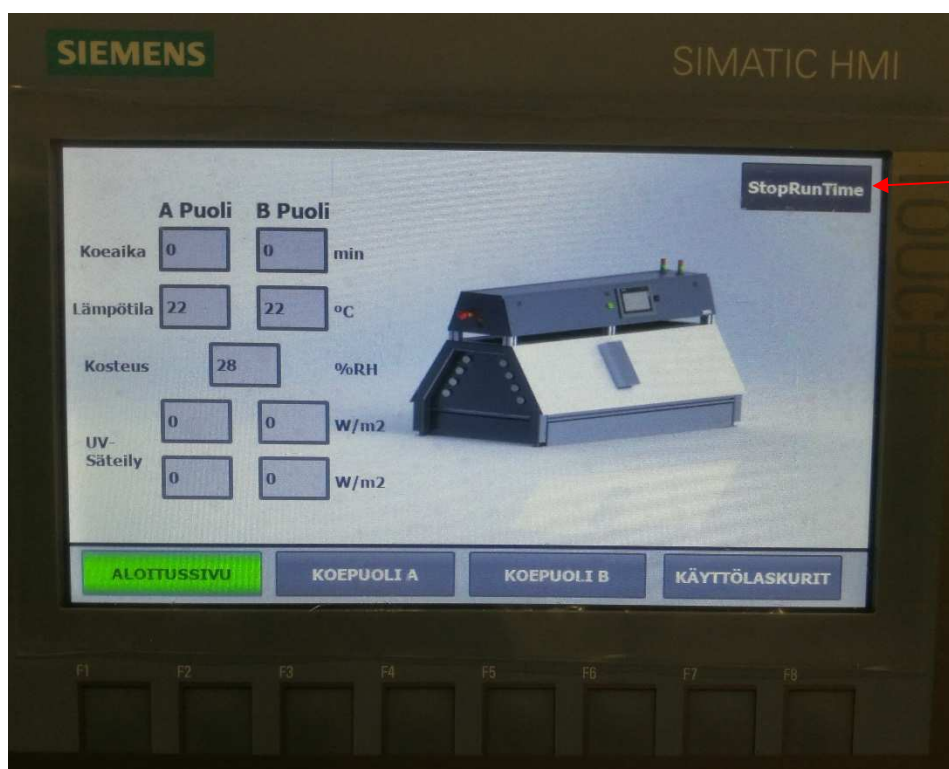 SIEMENS
SIMATIC HMI
StopRunTime
A Puoli B Puoli
Koeaika 0 0 min
Lämpötila 22 22 °C
Kosteus 28 %RH
0 0 W/m2
UV-
Säteily
0 0 W/m2
ALOITUSSIVU KOEPUOLI A KOEPUOLI B KÄYTTÖLASKURIT
TOUCH
F1 F2 F3 F4 F5 F6 F7 F8